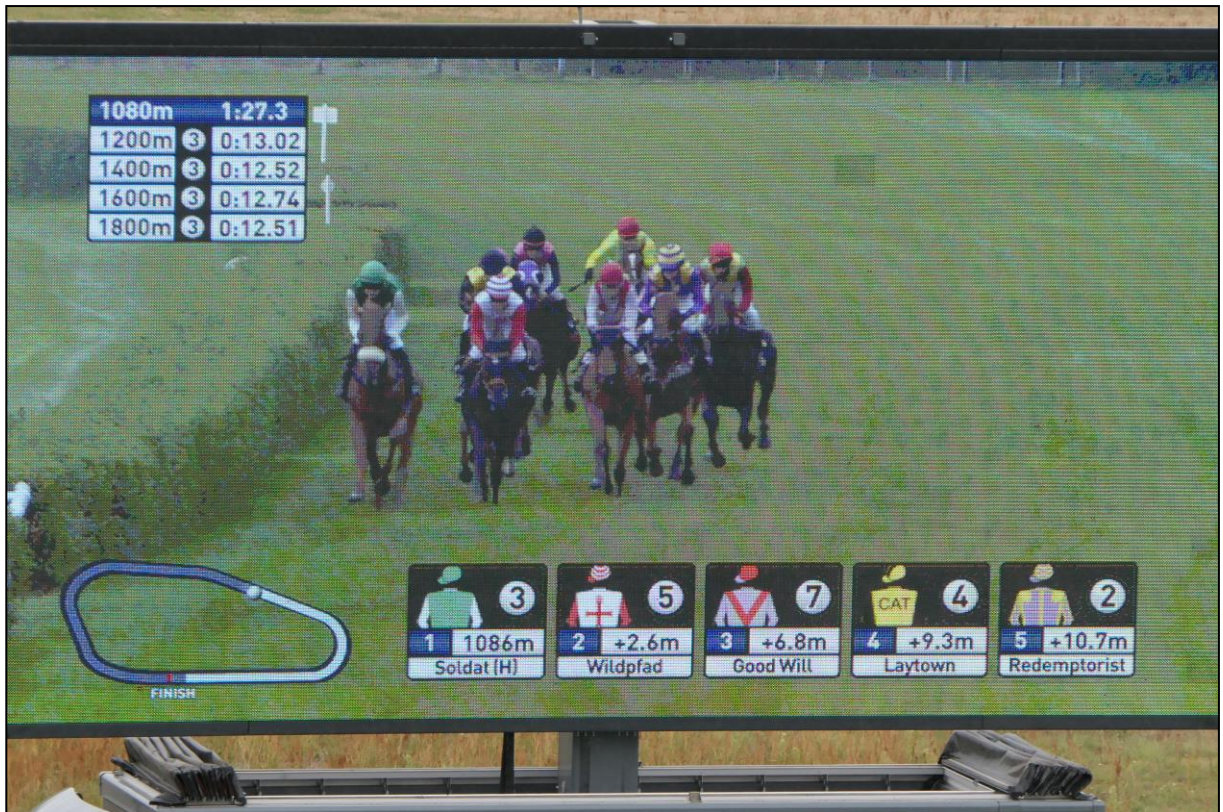 1080m 1:27.3
1200m 3 0:13.02
1400m 3 0:12.52
1600m 3 0:12.74
1800m 3 0:12.51
FINISH
3
1 1086m
Soldat (H)
5
2 +2.6m
Wildpfad
7
3 +6.8m
Good Will
CAT 4
4 +9.3m
Laytown
2
5 +10.7m
Redemptorist